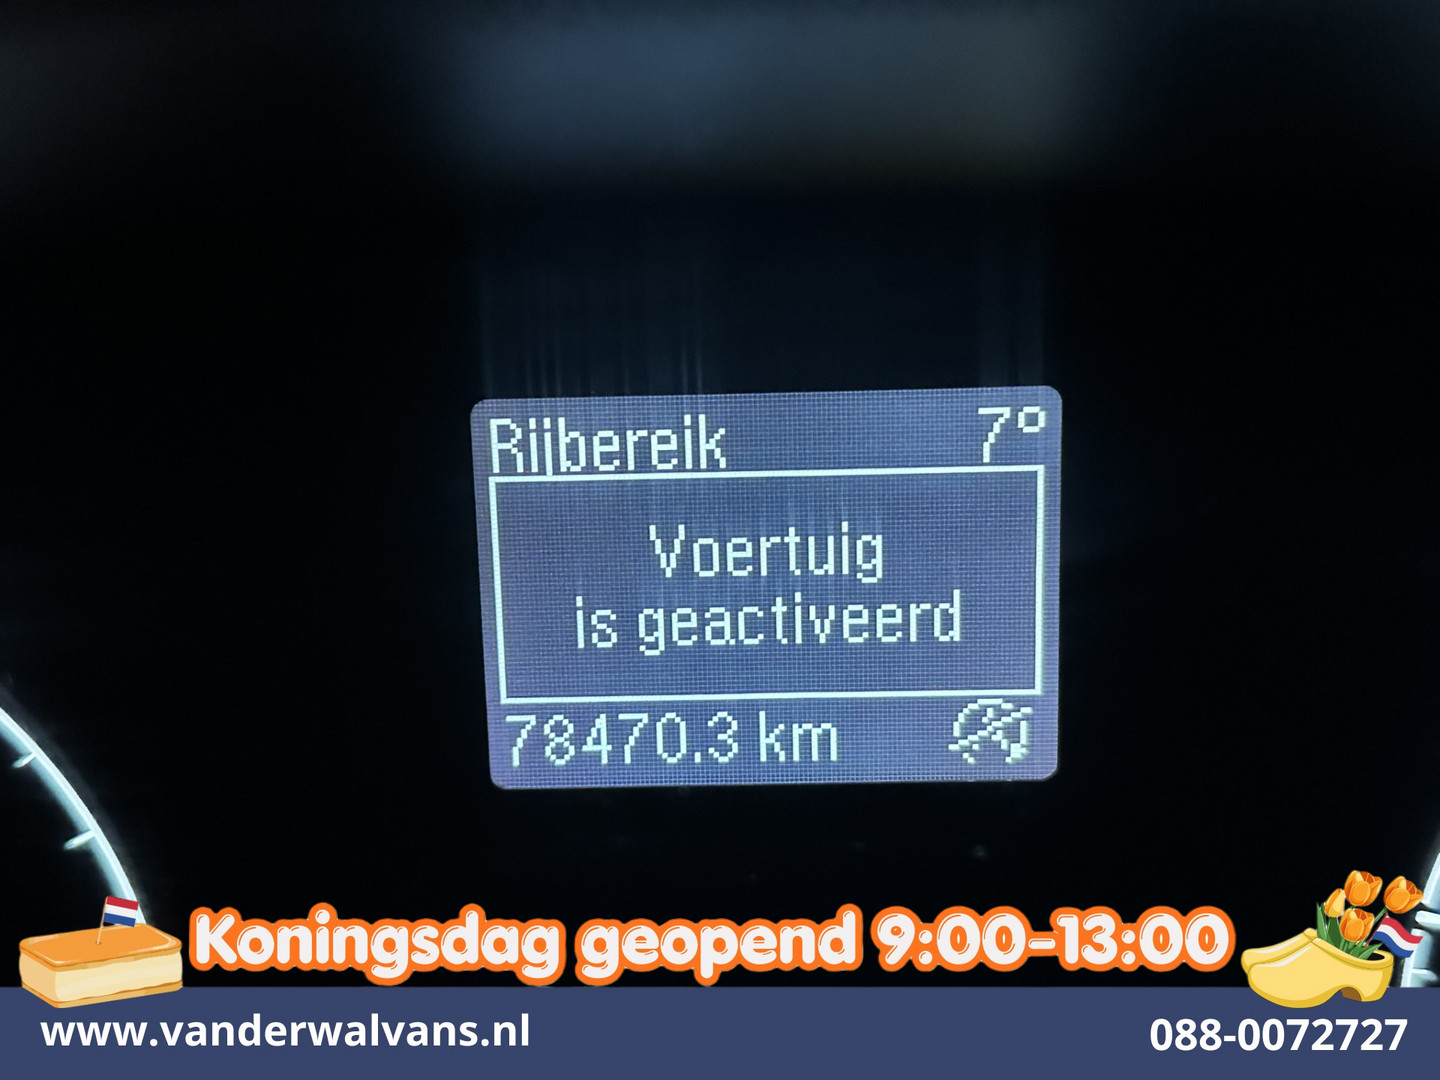 Rijbereik 7°
Voertuig
is geactiveerd
78470.3 km
Koningsdag geopend 9:00-13:00
www.vanderwalvans.nl
088-0072727